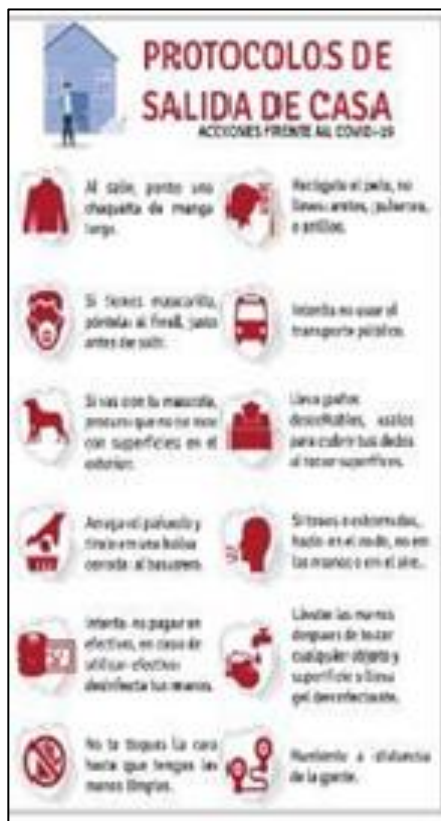 PROTOCOLOS DE
SALIDA DE CASA
ACCIONES FRENTE AL COVID-19
Al salir, ponte una
chaqueta de manga
larga.
Recógete el pelo, no
lleves aretes, pulseras,
o anillos.
Si tienes mascarilla,
póntela al final, justo
antes de salir.
Intenta no usar el
transporte público.
Si vas con tu mascota,
procura que no se roce
con superficies en el
exterior.
Lleva pañuelos
desechables, úsalos
para cubrir tus dedos
al tocar superficies.
Arruga el pañuelo y
tíralo en una bolsa
cerrada al basurero.
Si toses o estornudas,
hazlo en el codo, no en
las manos o en el aire.
Intenta no pagar en
efectivo, en caso de
utilizar efectivo
desinfecta tus manos.
Lávate las manos
después de tocar
cualquier objeto y
superficie o lleva
gel desinfectante.
No te toques la cara
hasta que tengas las
manos limpias.
Mantente a distancia
de la gente.